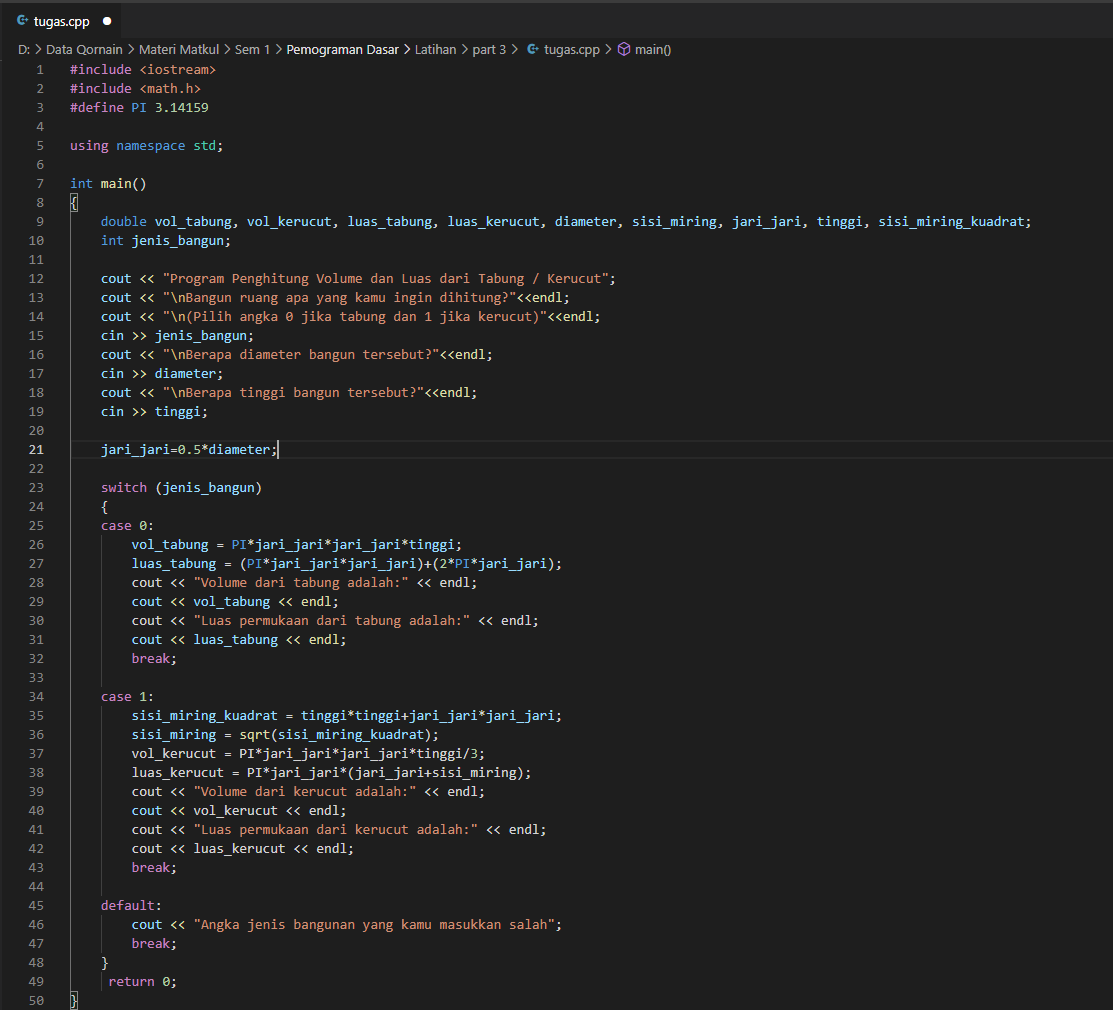 tugas.cpp
D: > Data Qornain > Materi Matkul > Sem 1 > Pemograman Dasar > Latihan > part 3 > tugas.cpp > main()
1 #include <iostream>
2 #include <math.h>
3 #define PI 3.14159
4
5 using namespace std;
6
7 int main()
8 {
9     double vol_tabung, vol_kerucut, luas_tabung, luas_kerucut, diameter, sisi_miring, jari_jari, tinggi, sisi_miring_kuadrat;
10     int jenis_bangun;
11
12     cout << "Program Penghitung Volume dan Luas dari Tabung / Kerucut";
13     cout << "\nBangun ruang apa yang kamu ingin dihitung?"<<endl;
14     cout << "\n(Pilih angka 0 jika tabung dan 1 jika kerucut)"<<endl;
15     cin >> jenis_bangun;
16     cout << "\nBerapa diameter bangun tersebut?"<<endl;
17     cin >> diameter;
18     cout << "\nBerapa tinggi bangun tersebut?"<<endl;
19     cin >> tinggi;
20
21     jari_jari=0.5*diameter;
22
23     switch (jenis_bangun)
24     {
25     case 0:
26         vol_tabung = PI*jari_jari*jari_jari*tinggi;
27         luas_tabung = (PI*jari_jari*jari_jari)+(2*PI*jari_jari);
28         cout << "Volume dari tabung adalah:" << endl;
29         cout << vol_tabung << endl;
30         cout << "Luas permukaan dari tabung adalah:" << endl;
31         cout << luas_tabung << endl;
32         break;
33
34     case 1:
35         sisi_miring_kuadrat = tinggi*tinggi+jari_jari*jari_jari;
36         sisi_miring = sqrt(sisi_miring_kuadrat);
37         vol_kerucut = PI*jari_jari*jari_jari*tinggi/3;
38         luas_kerucut = PI*jari_jari*(jari_jari+sisi_miring);
39         cout << "Volume dari kerucut adalah:" << endl;
40         cout << vol_kerucut << endl;
41         cout << "Luas permukaan dari kerucut adalah:" << endl;
42         cout << luas_kerucut << endl;
43         break;
44
45     default:
46         cout << "Angka jenis bangunan yang kamu masukkan salah";
47         break;
48     }
49      return 0;
50 }